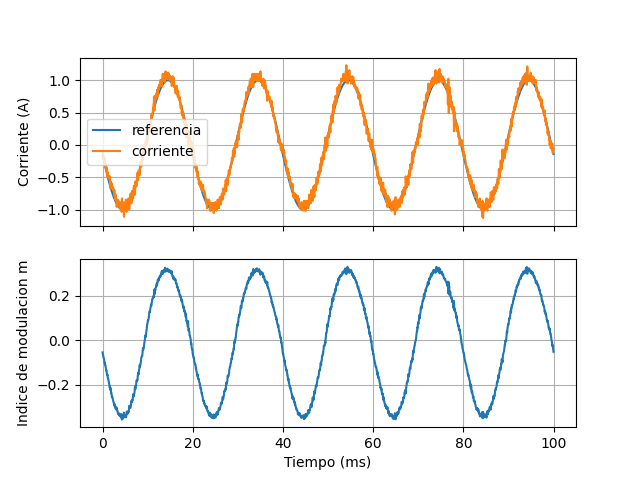 1.0
0.5
0.0
−0.5
−1.0
Corriente (A)
referencia
corriente
0.2
0.0
−0.2
Indice de modulacion m
0 20 40 60 80 100
Tiempo (ms)